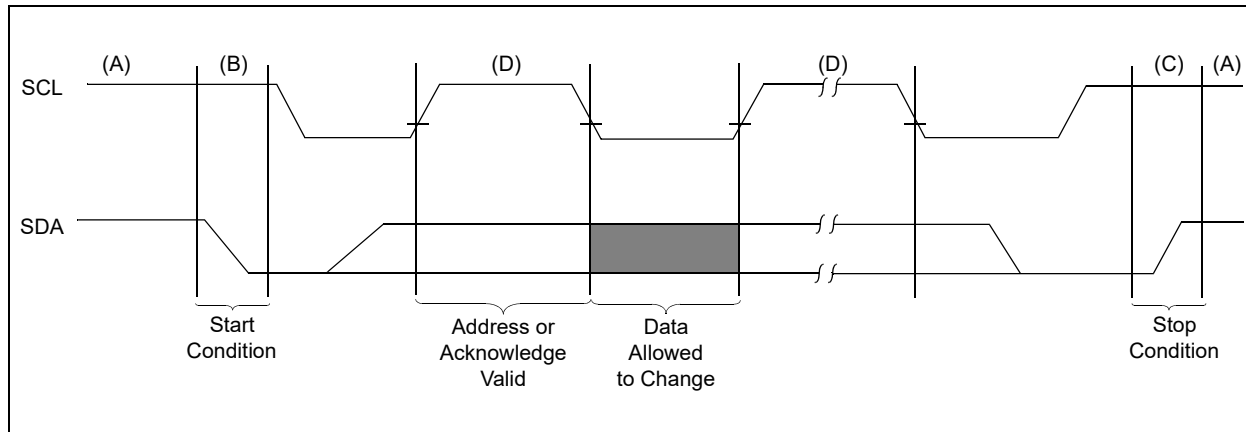 (A)
(B)
(D)
(D)
(C)
(A)
SCL
SDA
Start
Condition
Address or
Acknowledge
Valid
Data
Allowed
to Change
Stop
Condition